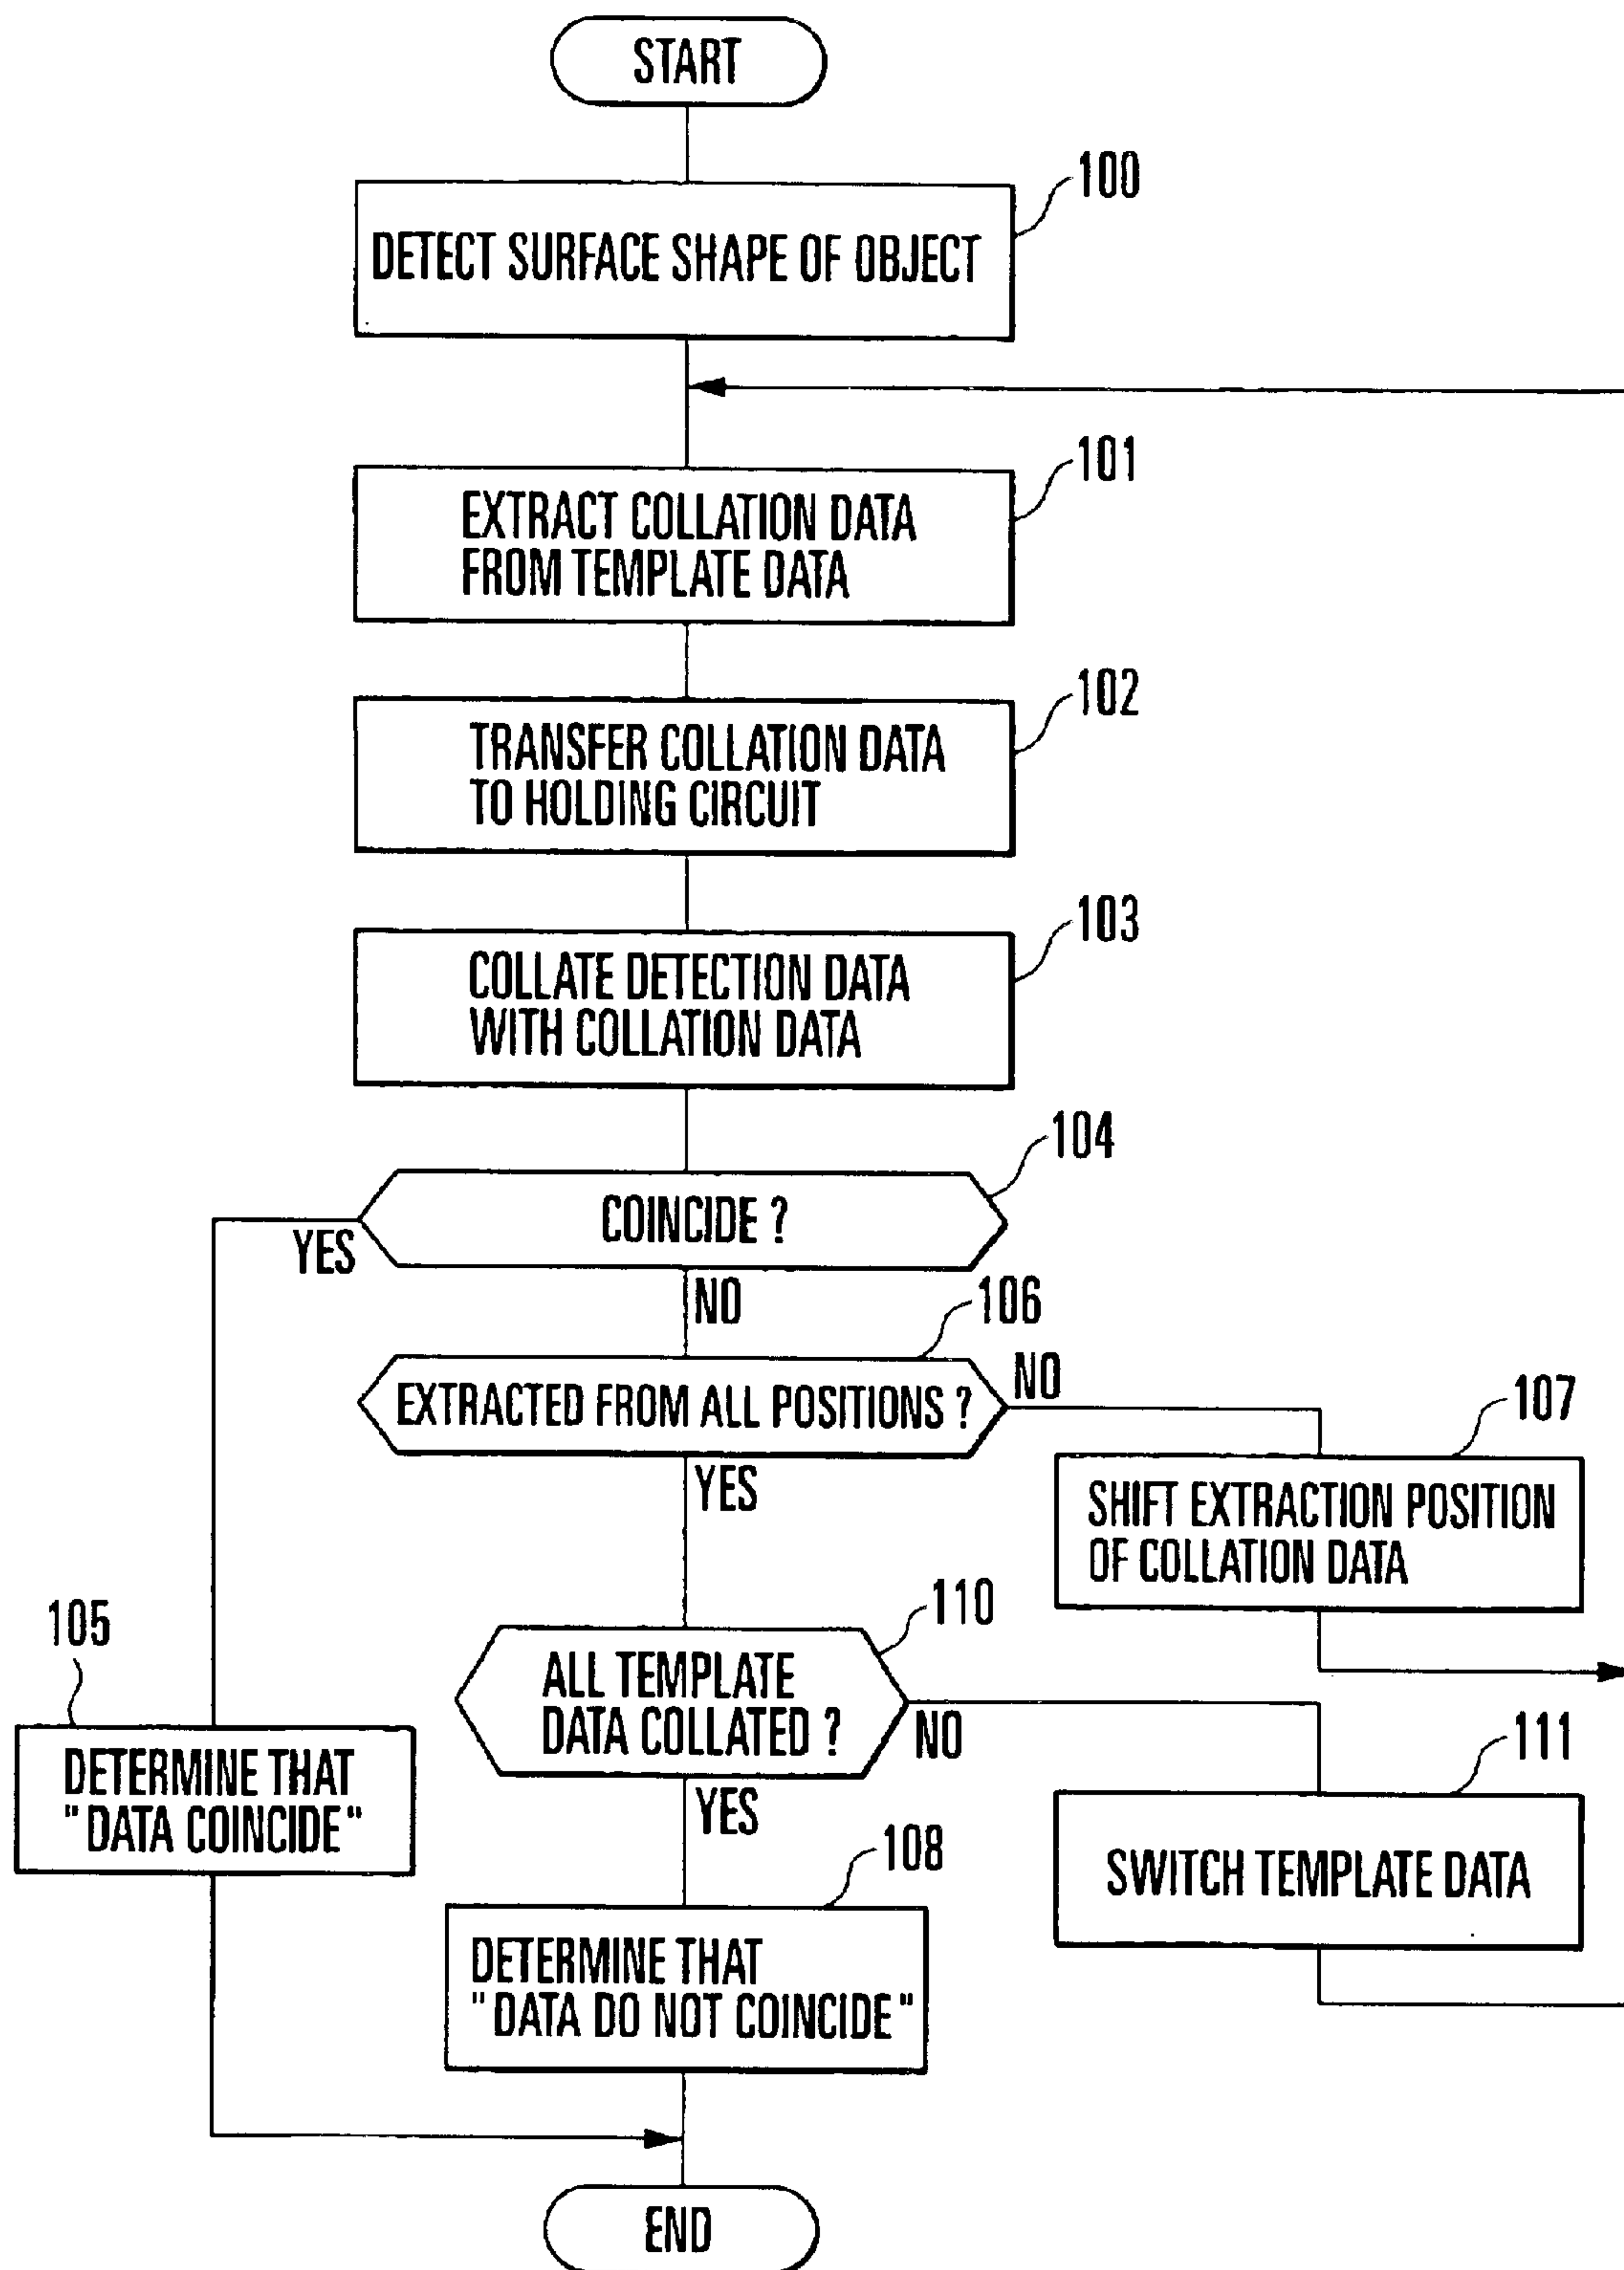 START
100
DETECT SURFACE SHAPE OF OBJECT
101
EXTRACT COLLATION DATA
FROM TEMPLATE DATA
102
TRANSFER COLLATION DATA
TO HOLDING CIRCUIT
103
COLLATE DETECTION DATA
WITH COLLATION DATA
104
COINCIDE ?
YES
NO
106
EXTRACTED FROM ALL POSITIONS ?
NO
YES
107
SHIFT EXTRACTION POSITION
OF COLLATION DATA
110
ALL TEMPLATE
DATA COLLATED ?
NO
YES
105
DETERMINE THAT
"DATA COINCIDE"
111
SWITCH TEMPLATE DATA
108
DETERMINE THAT
"DATA DO NOT COINCIDE"
END